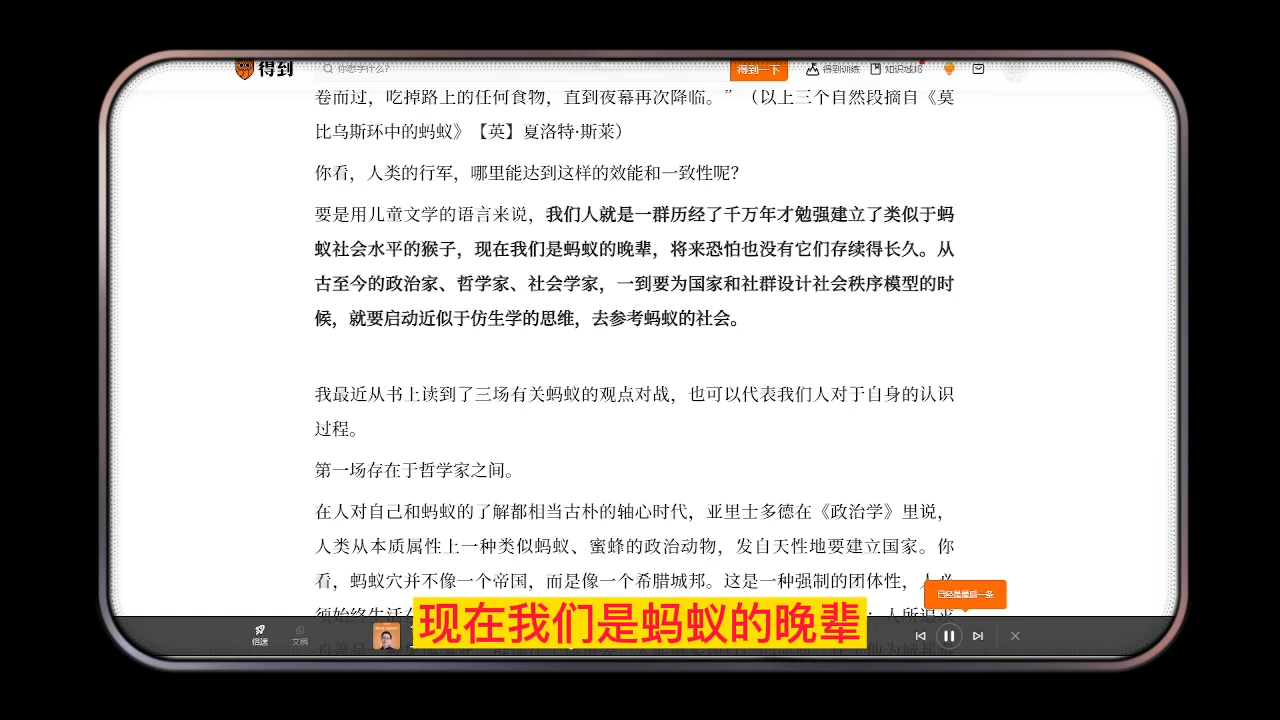 得到
你想学什么?
得到一下
得到训练
知识城邦
卷而过，吃掉路上的任何食物，直到夜幕再次降临。”（以上三个自然段摘自《莫
比乌斯环中的蚂蚁》【英】夏洛特·斯莱）
你看，人类的行军，哪里能达到这样的效能和一致性呢？
要是用儿童文学的语言来说，我们人就是一群历经了千万年才勉强建立了类似于蚂
蚁社会水平的猴子，现在我们是蚂蚁的晚辈，将来恐怕也没有它们存续得长久。从
古至今的政治家、哲学家、社会学家，一到要为国家和社群设计社会秩序模型的时
候，就要启动近似于仿生学的思维，去参考蚂蚁的社会。
我最近从书上读到了三场有关蚂蚁的观点对战，也可以代表我们人对于自身的认识
过程。
第一场存在于哲学家之间。
在人对自己和蚂蚁的了解都相当古朴的轴心时代，亚里士多德在《政治学》里说，
人类从本质属性上一种类似蚂蚁、蜜蜂的政治动物，发自天性地要建立国家。你
看，蚂蚁穴并不像一个帝国，而是像一个希腊城邦。这是一种强制的团体性，人必
已经是最后一条
须始终生活
人所追求
倍速
文稿
现在我们是蚂蚁的晚辈